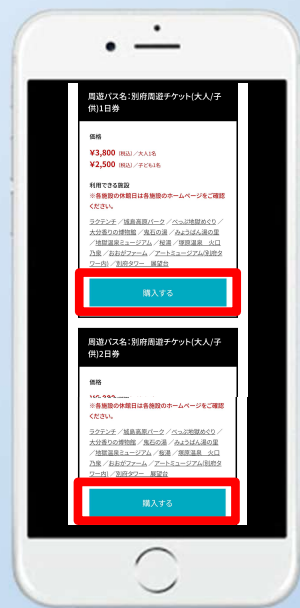 周遊パス名：別府周遊チケット(大人/子
供)1日券
価格
¥3,800 (税込)／大人1名
¥2,500 (税込)／子ども1名
利用できる施設
※各施設の休館日は各施設のホームページをご確認
ください。
ラクテンチ ／城島高原パーク ／べっぷ地獄めぐり ／
大分香りの博物館 ／鬼石の湯 ／みょうばん湯の里
／地獄温泉ミュージアム ／秘湯 ／塚原温泉 火口
乃泉 ／おおがファーム ／アートミュージアム(別府タ
ワー内) ／別府タワー 展望台
購入する
周遊パス名：別府周遊チケット(大人/子
供)2日券
価格
※各施設の休館日は各施設のホームページをご確認
ください。
ラクテンチ ／城島高原パーク ／べっぷ地獄めぐり ／
大分香りの博物館 ／鬼石の湯 ／みょうばん湯の里
／地獄温泉ミュージアム ／秘湯 ／塚原温泉 火口
乃泉 ／おおがファーム ／アートミュージアム(別府タ
ワー内) ／別府タワー 展望台
購入する